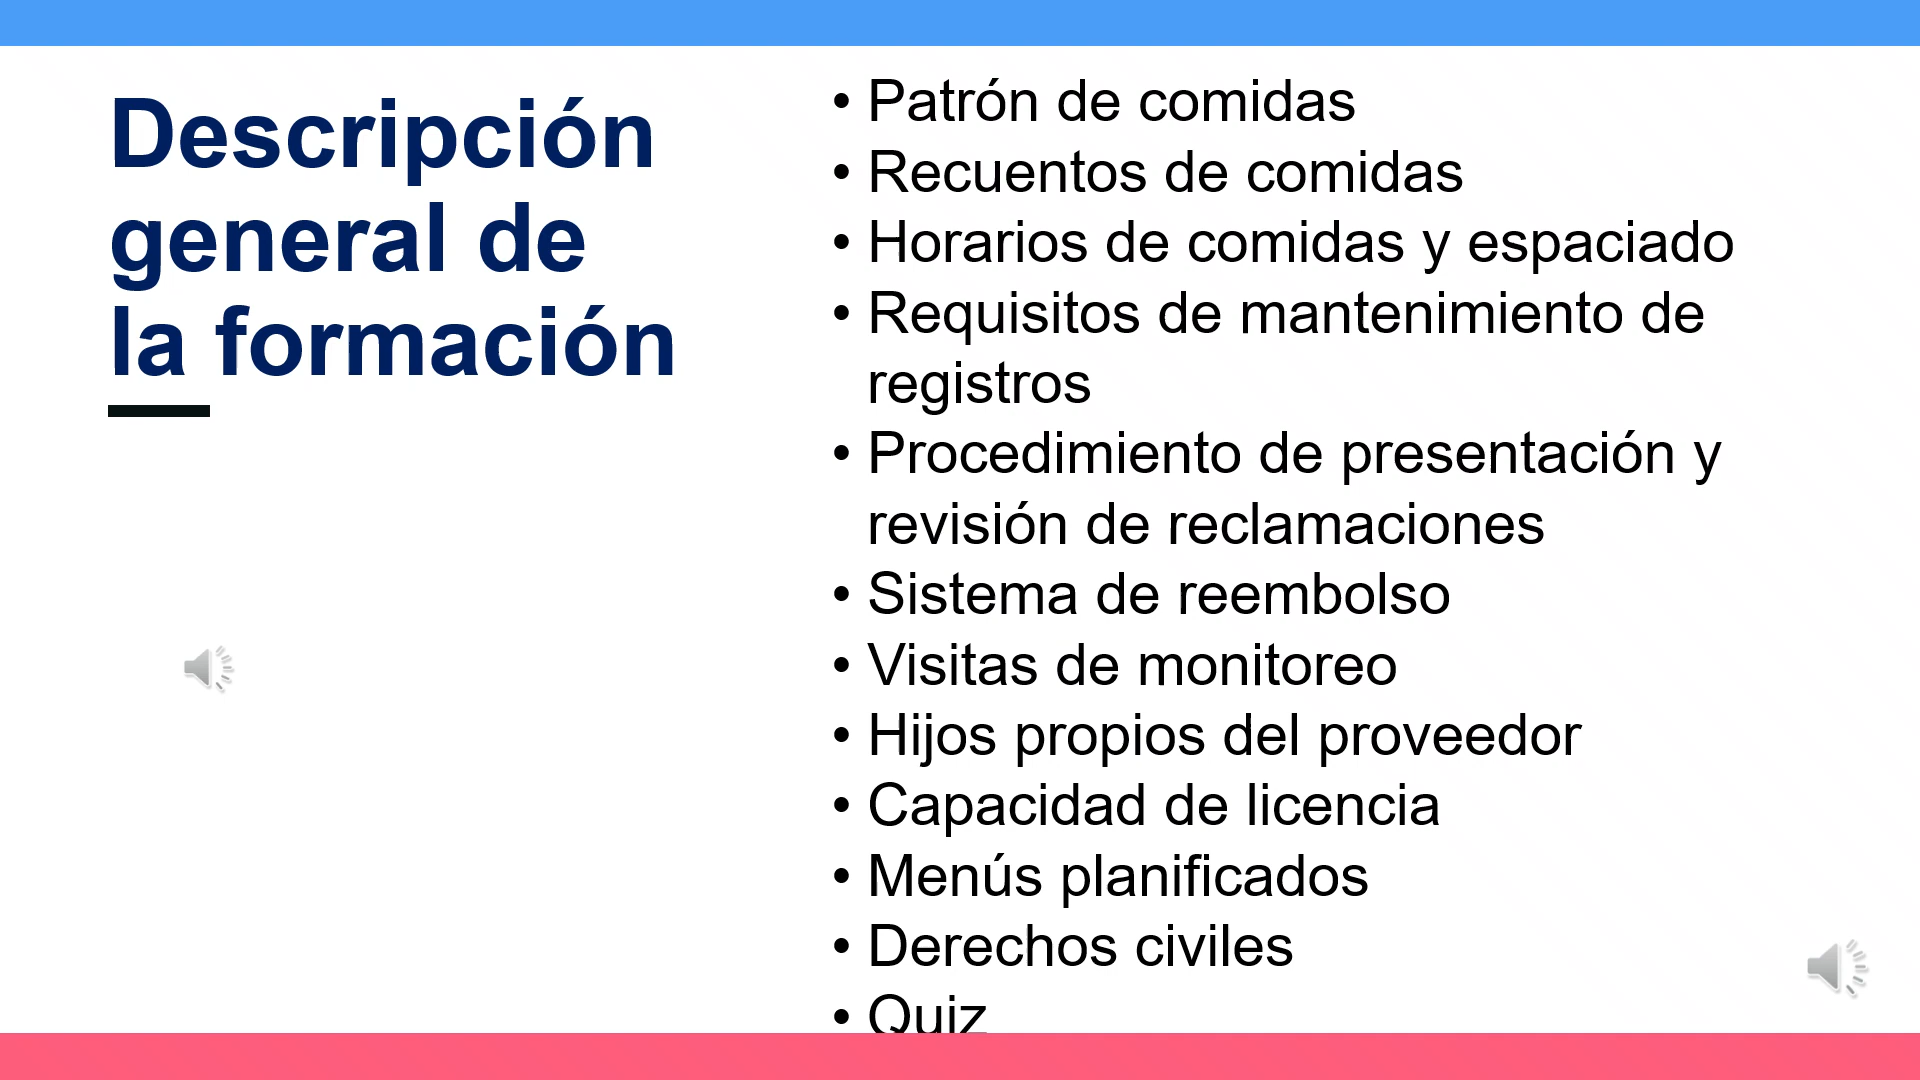 Descripción
general de
la formación
• Patrón de comidas
• Recuentos de comidas
• Horarios de comidas y espaciado
• Requisitos de mantenimiento de
registros
• Procedimiento de presentación y
revisión de reclamaciones
• Sistema de reembolso
• Visitas de monitoreo
• Hijos propios del proveedor
• Capacidad de licencia
• Menús planificados
• Derechos civiles
• Quiz